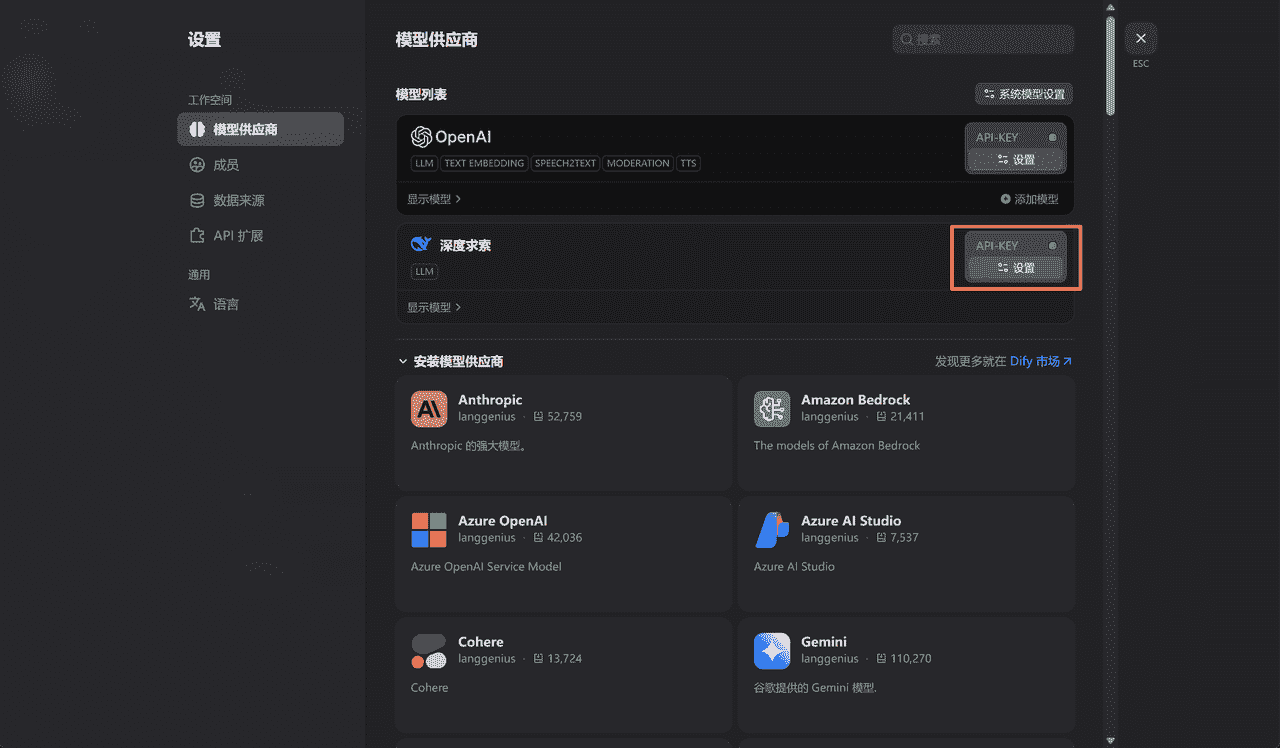 设置
工作空间
模型供应商
成员
数据来源
API 扩展
通用
语言
模型供应商
搜索
ESC
模型列表
系统模型设置
OpenAI
API-KEY
设置
LLM TEXT EMBEDDING SPEECH2TEXT MODERATION TTS
显示模型
添加模型
深度求索
API-KEY
设置
LLM
显示模型
安装模型供应商
发现更多就在 Dify 市场
Anthropic
langgenius · 52,759
Anthropic 的强大模型。
Amazon Bedrock
langgenius · 21,411
The models of Amazon Bedrock
Azure OpenAI
langgenius · 42,036
Azure OpenAI Service Model
Azure AI Studio
langgenius · 7,537
Azure AI Studio
Cohere
langgenius · 13,724
Cohere
Gemini
langgenius · 110,270
谷歌提供的 Gemini 模型.